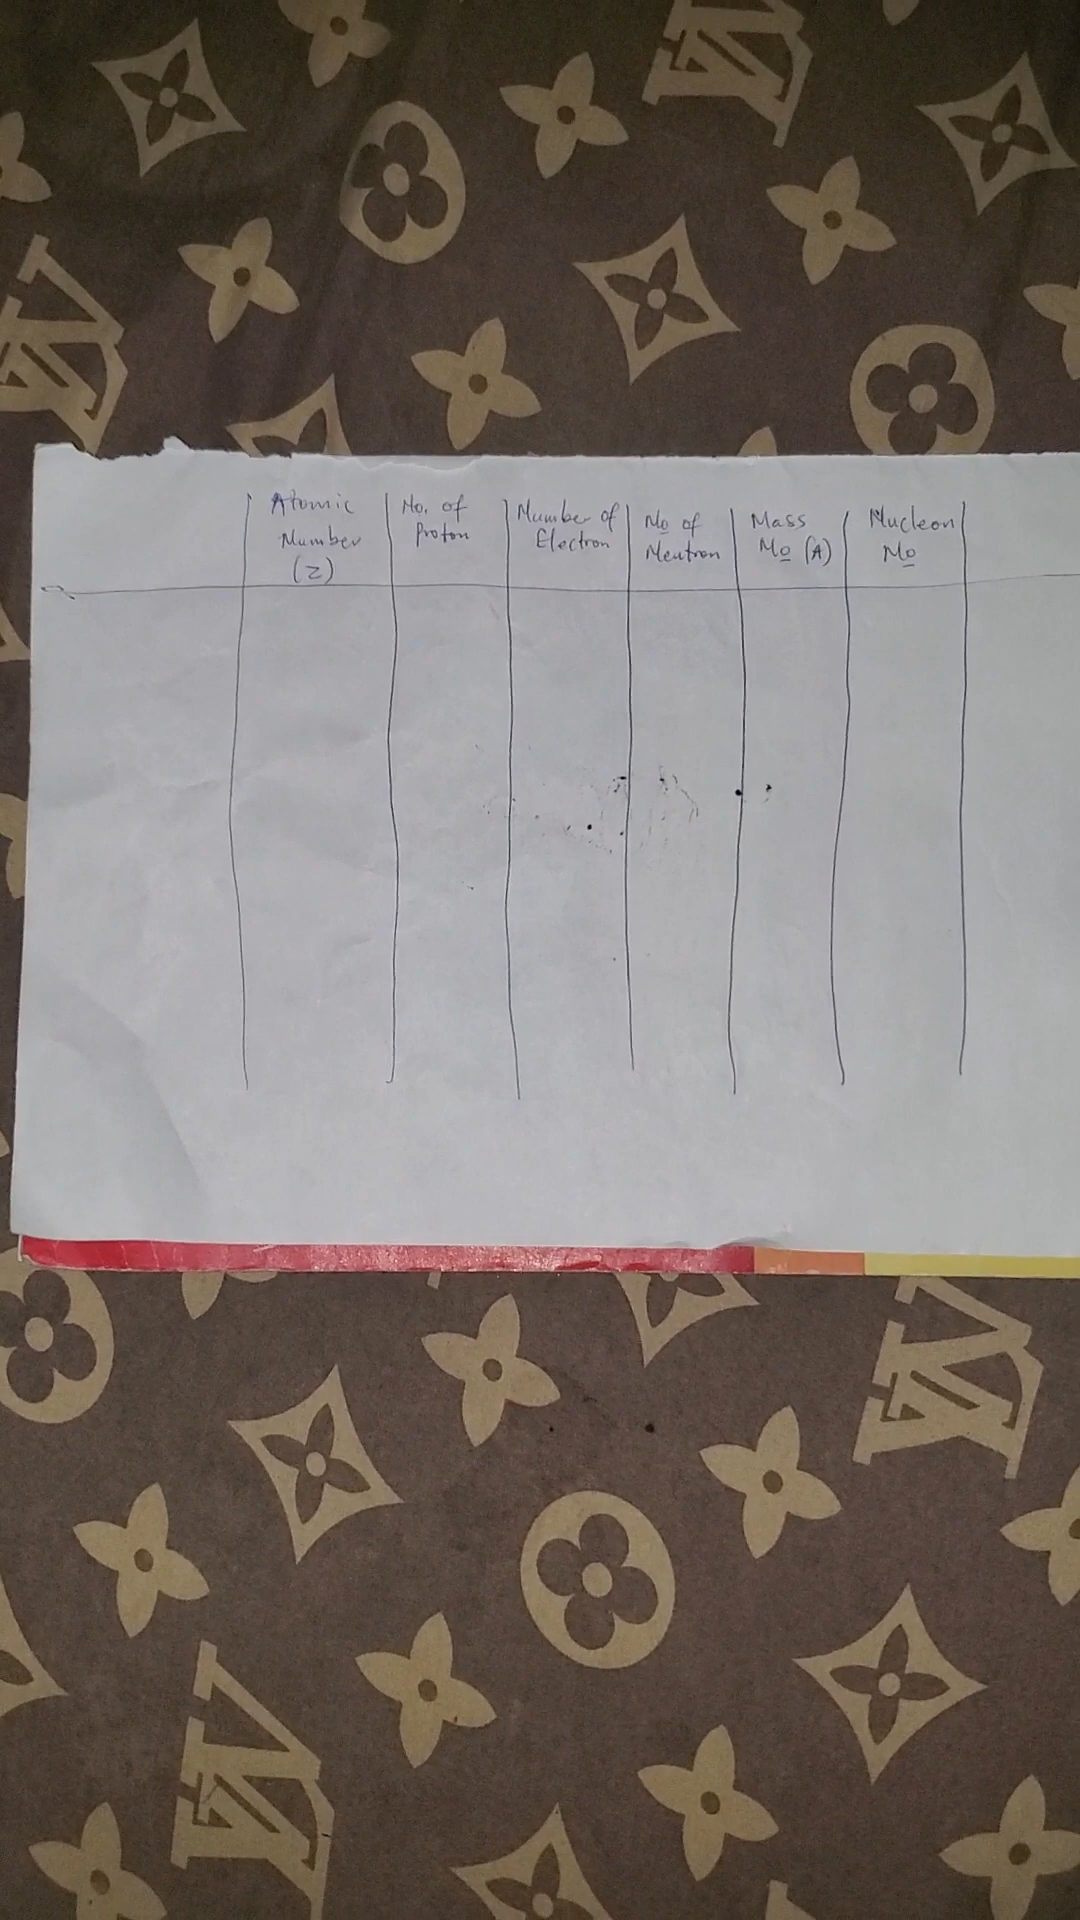 Atomic Number (Z)
No. of Proton
Number of Electron
No of Neutron
Mass No (A)
Nucleon No